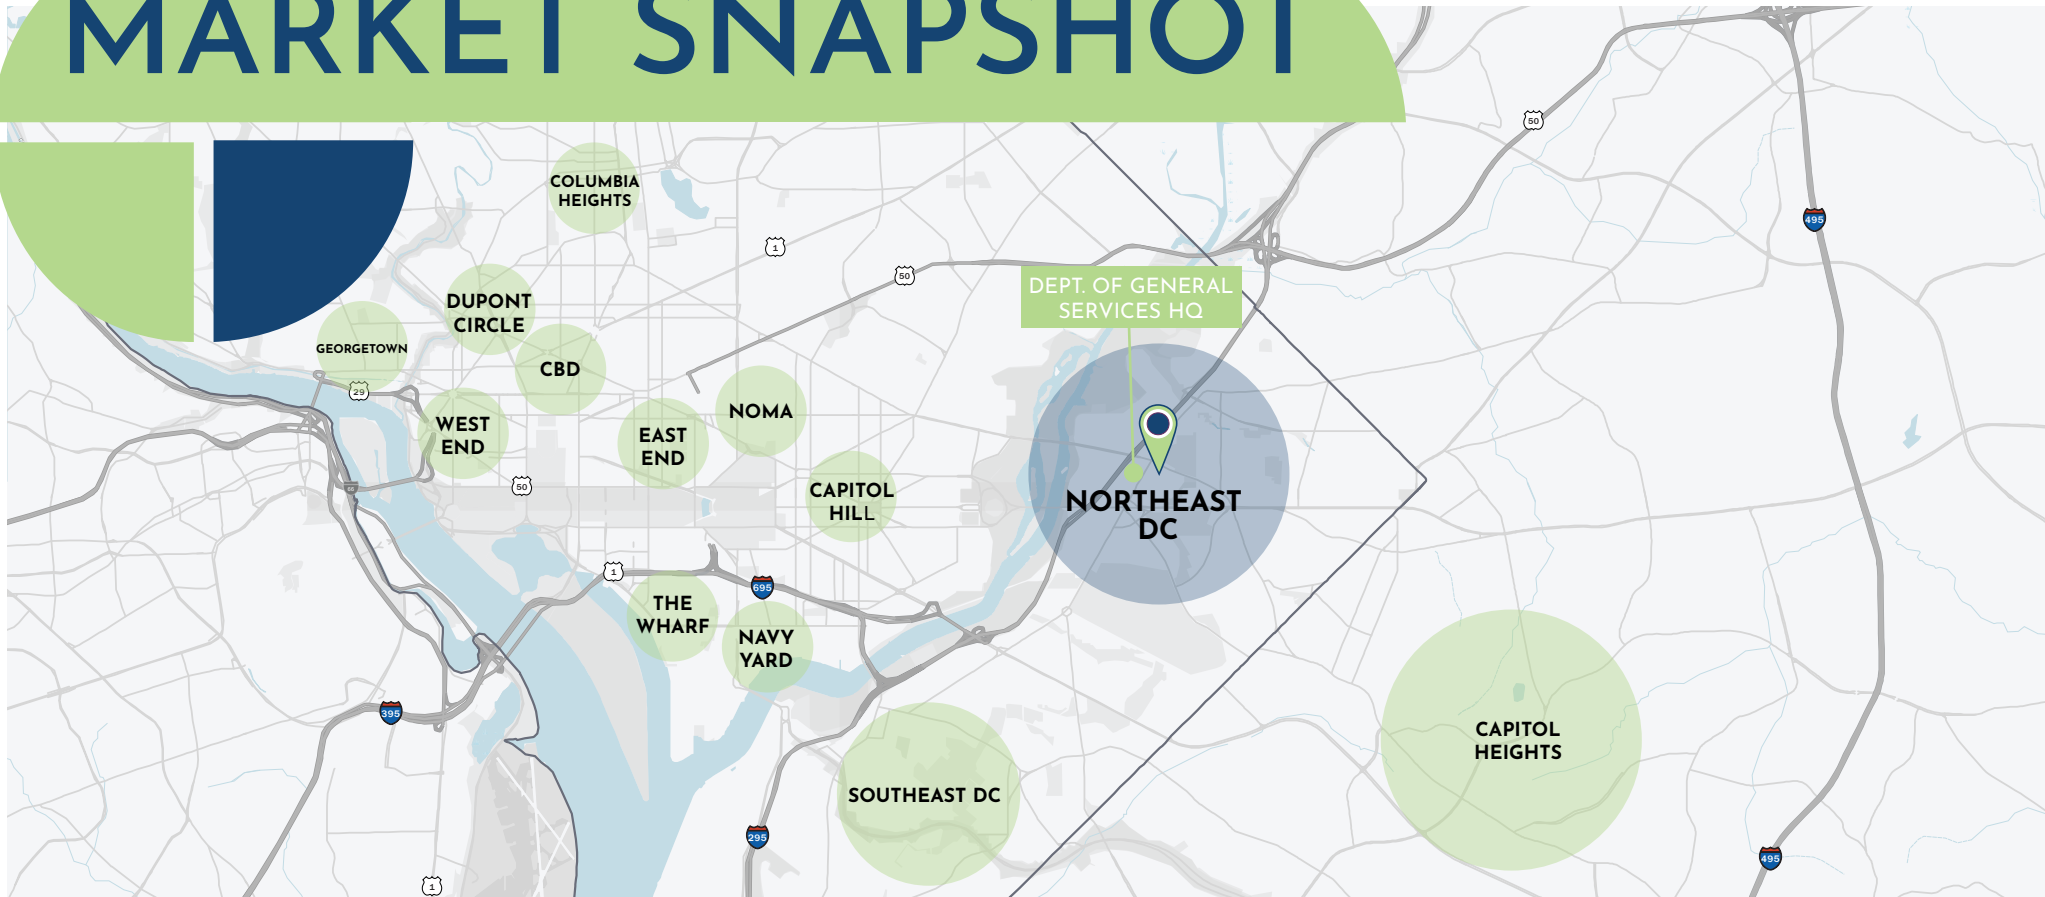 MARKET SNAPSHOT
50
COLUMBIA
HEIGHTS
495
1
50
DEPT. OF GENERAL
SERVICES HQ
DUPONT
CIRCLE
GEORGETOWN
CBD
29
NOMA
WEST
END
EAST
END
50
CAPITOL
HILL
NORTHEAST
DC
1
695
THE
WHARF
NAVY
YARD
395
CAPITOL
HEIGHTS
SOUTHEAST DC
295
495
1